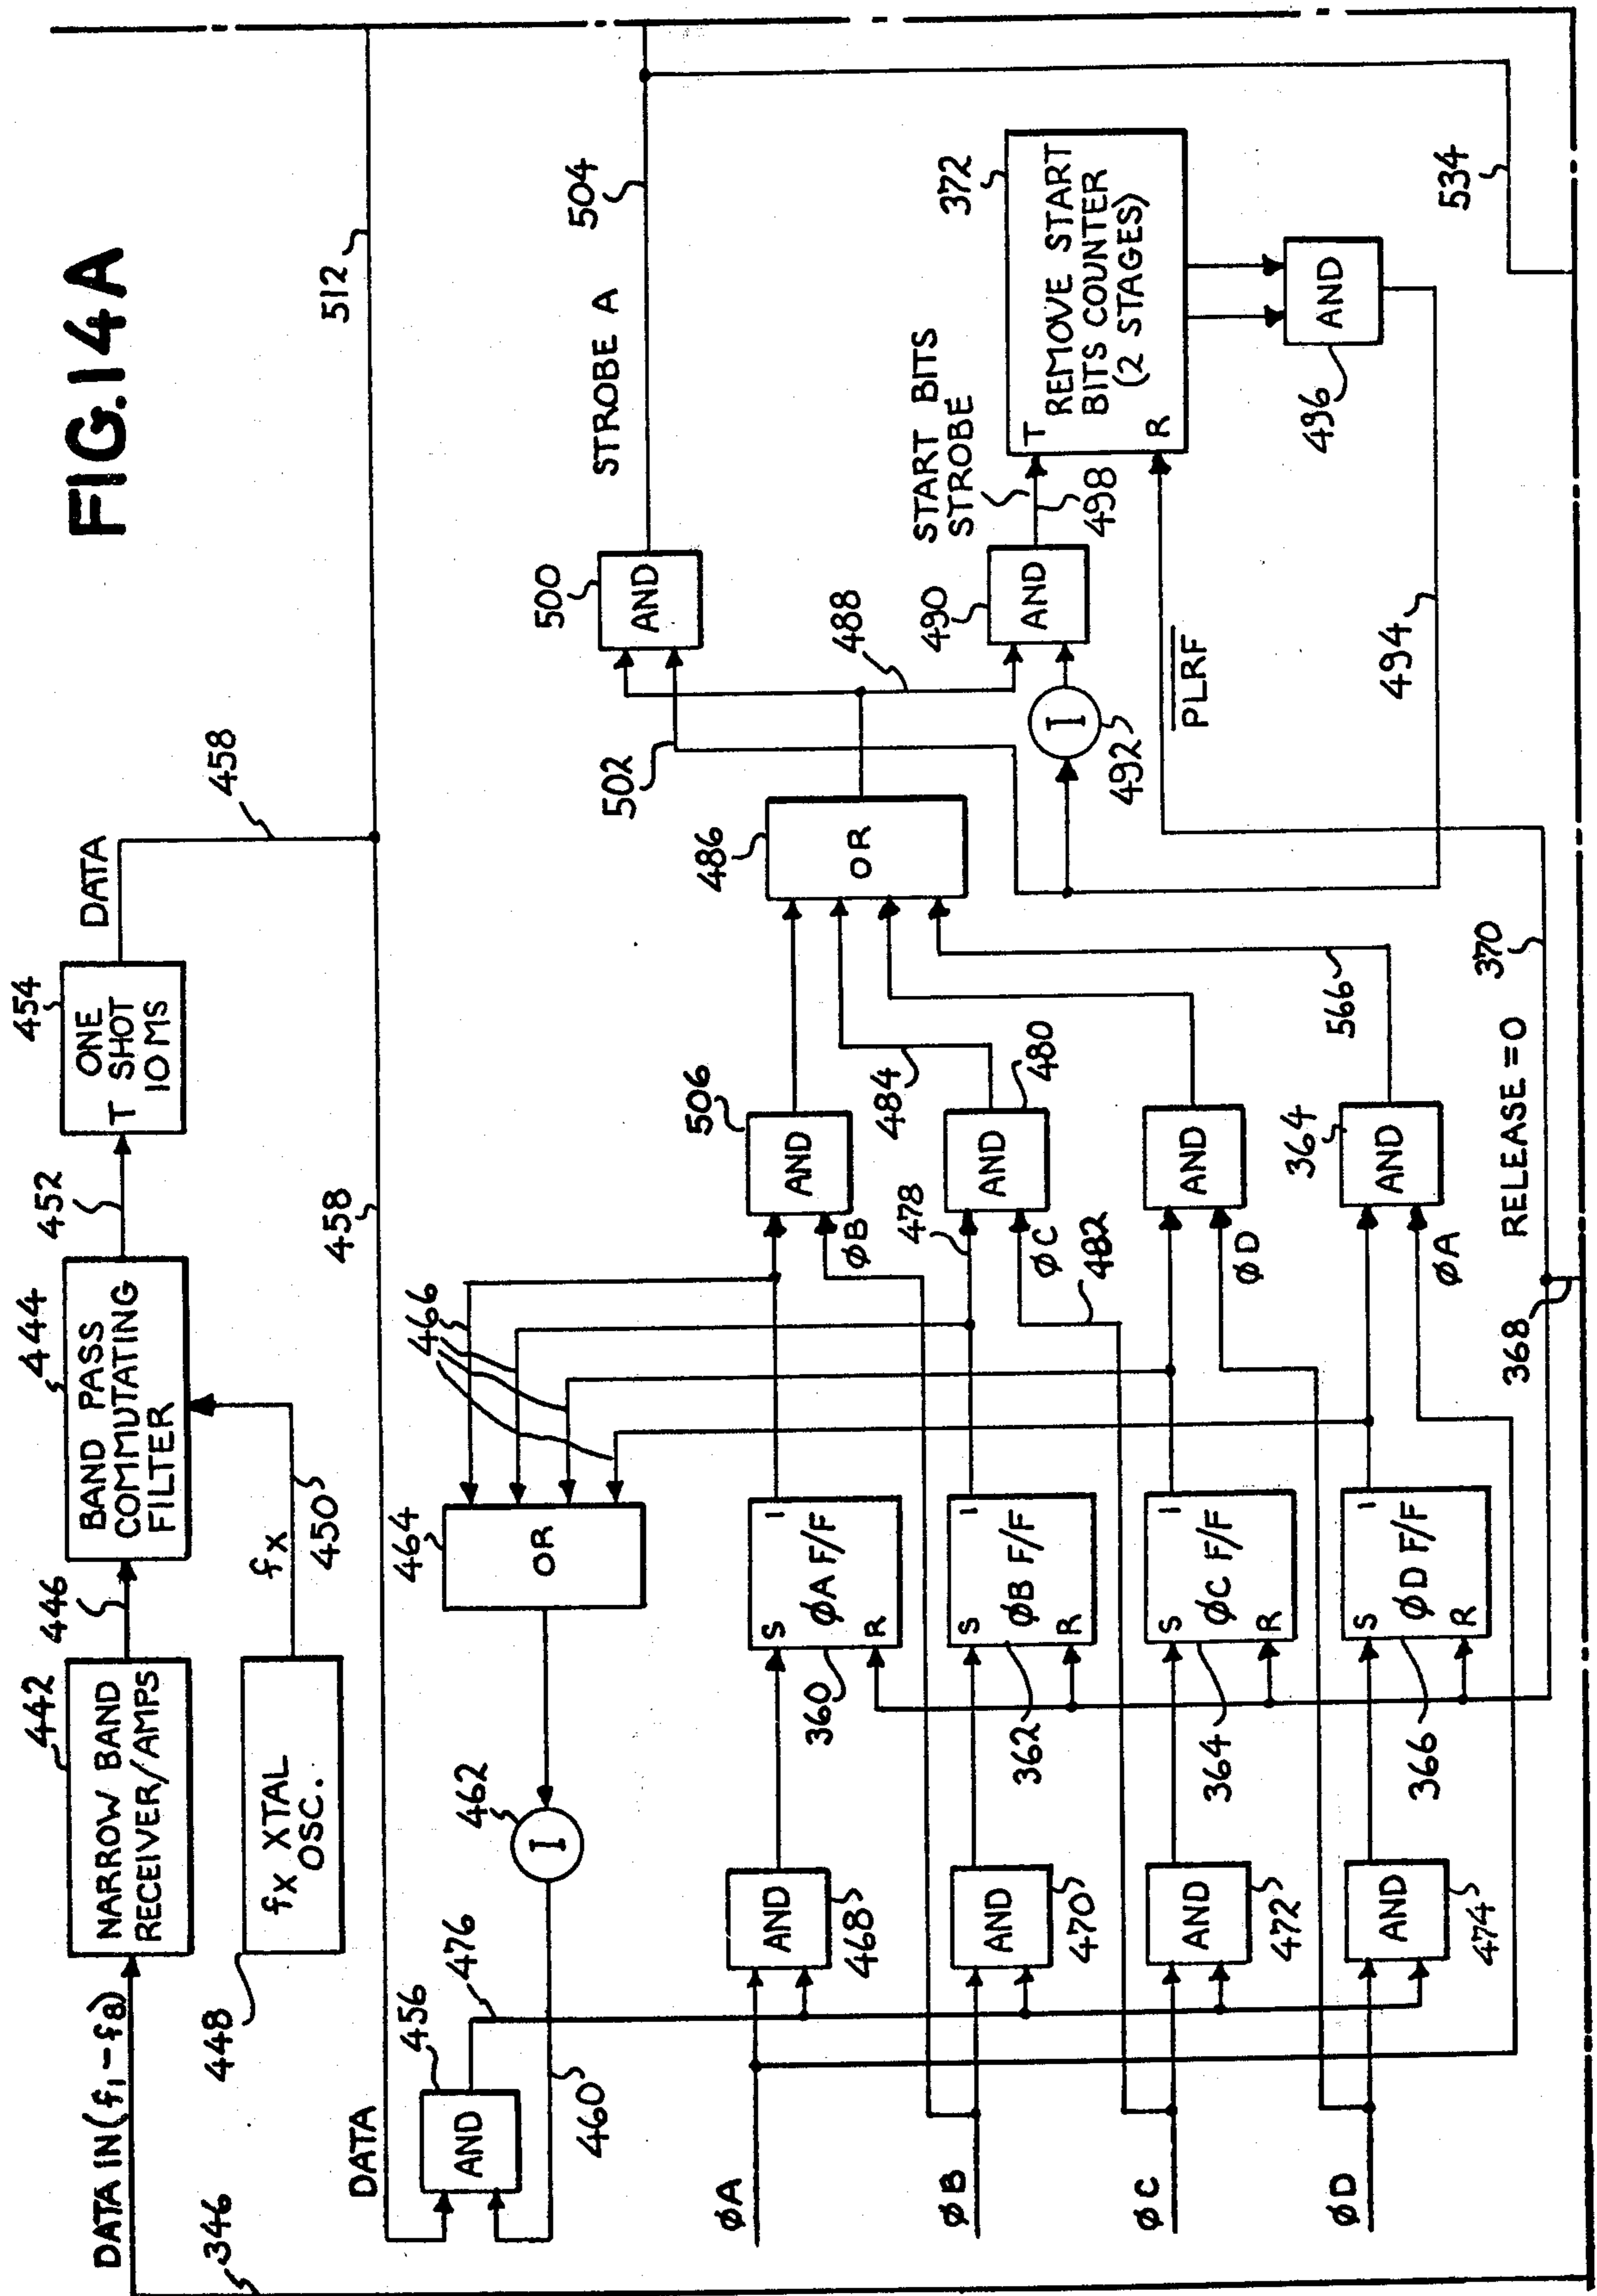 FIG.14A
DATA IN (f1-f8)
346
442
NARROW BAND
RECEIVER/AMPS
446
444
BAND PASS
COMMUTATING
FILTER
452
454
ONE
T SHOT
10 MS
DATA
458
448
fx XTAL
OSC.
fx
450
458
512
DATA
456
AND
476
460
462
I
464
OR
466
500
AND
STROBE A
504
502
488
ØA
ØB
ØC
ØD
AND
468
AND
470
AND
472
AND
474
S 1
ØA F/F
R
360
S 1
ØB F/F
R
362
S 1
ØC F/F
R
364
S 1
ØD F/F
R
366
506
AND
ØB
478
AND
480
484
ØC
482
AND
ØD
364
AND
ØA
566
486
OR
490
AND
I
492
START BITS
STROBE
498
372
T REMOVE START
BITS COUNTER
(2 STAGES)
R
AND
496
494
PLRF
534
368
RELEASE = 0
370